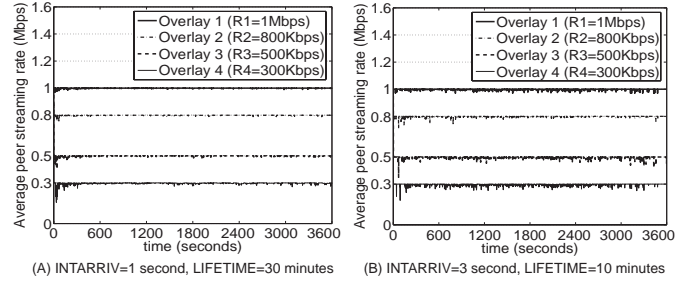 Average peer streaming rate (Mbps)
1.6
1.4
1
0.8
0.5
0.3
0
Overlay 1 (R1=1Mbps)
Overlay 2 (R2=800Kbps)
Overlay 3 (R3=500Kbps)
Overlay 4 (R4=300Kbps)
0 600 1200 1800 2400 3000 3600
time (seconds)
(A) INTARRIV=1 second, LIFETIME=30 minutes
Average peer streaming rate (Mbps)
1.6
1.4
1
0.8
0.5
0.3
0
Overlay 1 (R1=1Mbps)
Overlay 2 (R2=800Kbps)
Overlay 3 (R3=500Kbps)
Overlay 4 (R4=300Kbps)
0 600 1200 1800 2400 3000 3600
time (seconds)
(B) INTARRIV=3 second, LIFETIME=10 minutes